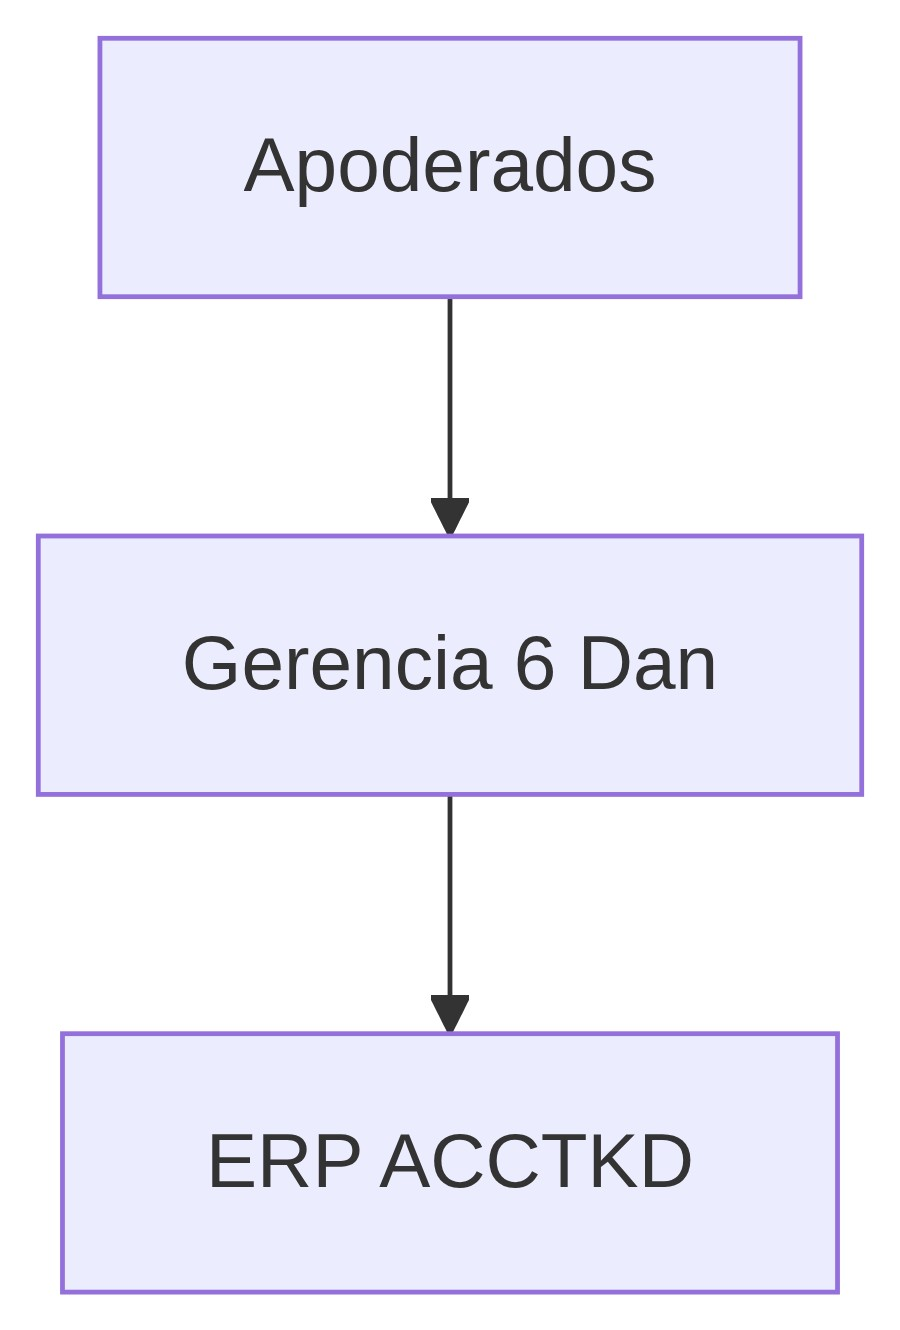 Apoderados
Gerencia 6 Dan
ERP ACCTKD